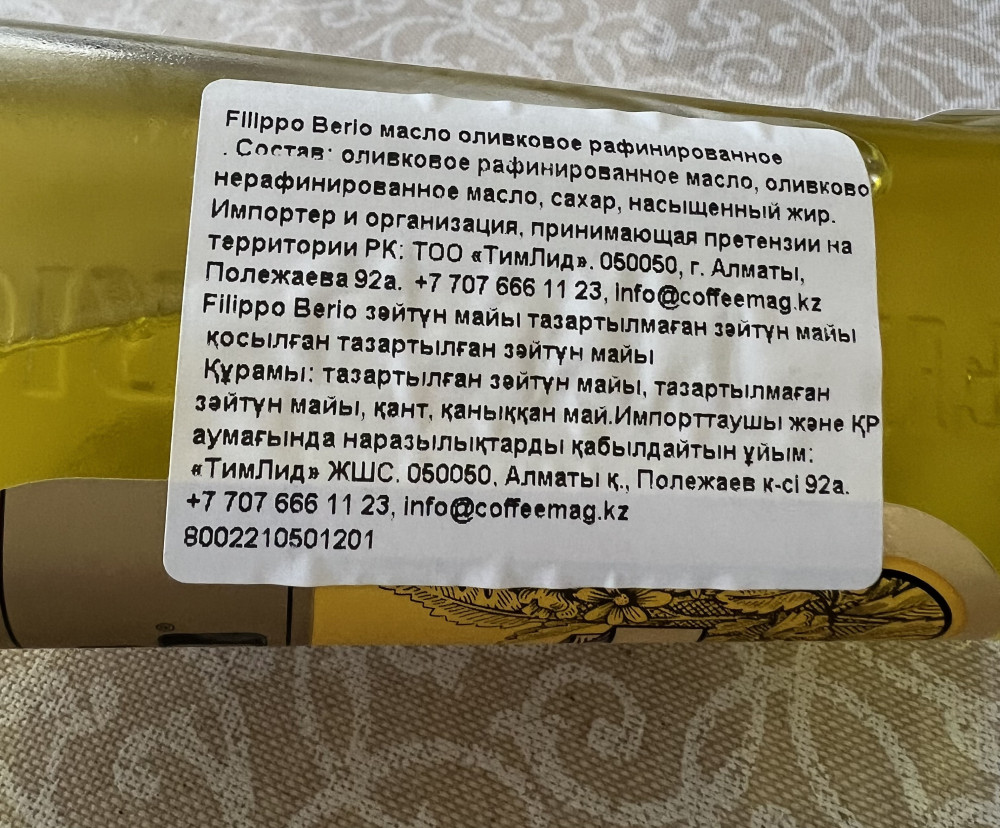 Filippo Berio масло оливковое рафинированное
. Состав: оливковое рафинированное масло, оливково
нерафинированное масло, сахар, насыщенный жир.
Импортер и организация, принимающая претензии на
территории РК: ТОО «ТимЛид». 050050, г. Алматы,
Полежаева 92а. +7 707 666 11 23, info@coffeemag.kz
Filippo Berio зәйтүн майы тазартылмаған зәйтүн майы
қосылған тазартылған зәйтүн майы
Құрамы: тазартылған зәйтүн майы, тазартылмаған
зәйтүн майы, қант, қаныққан май.Импорттаушы және ҚР
аумағында наразылықтарды қабылдайтын ұйым:
«ТимЛид» ЖШС. 050050, Алматы қ., Полежаев к-сі 92а.
+7 707 666 11 23, info@coffeemag.kz
8002210501201